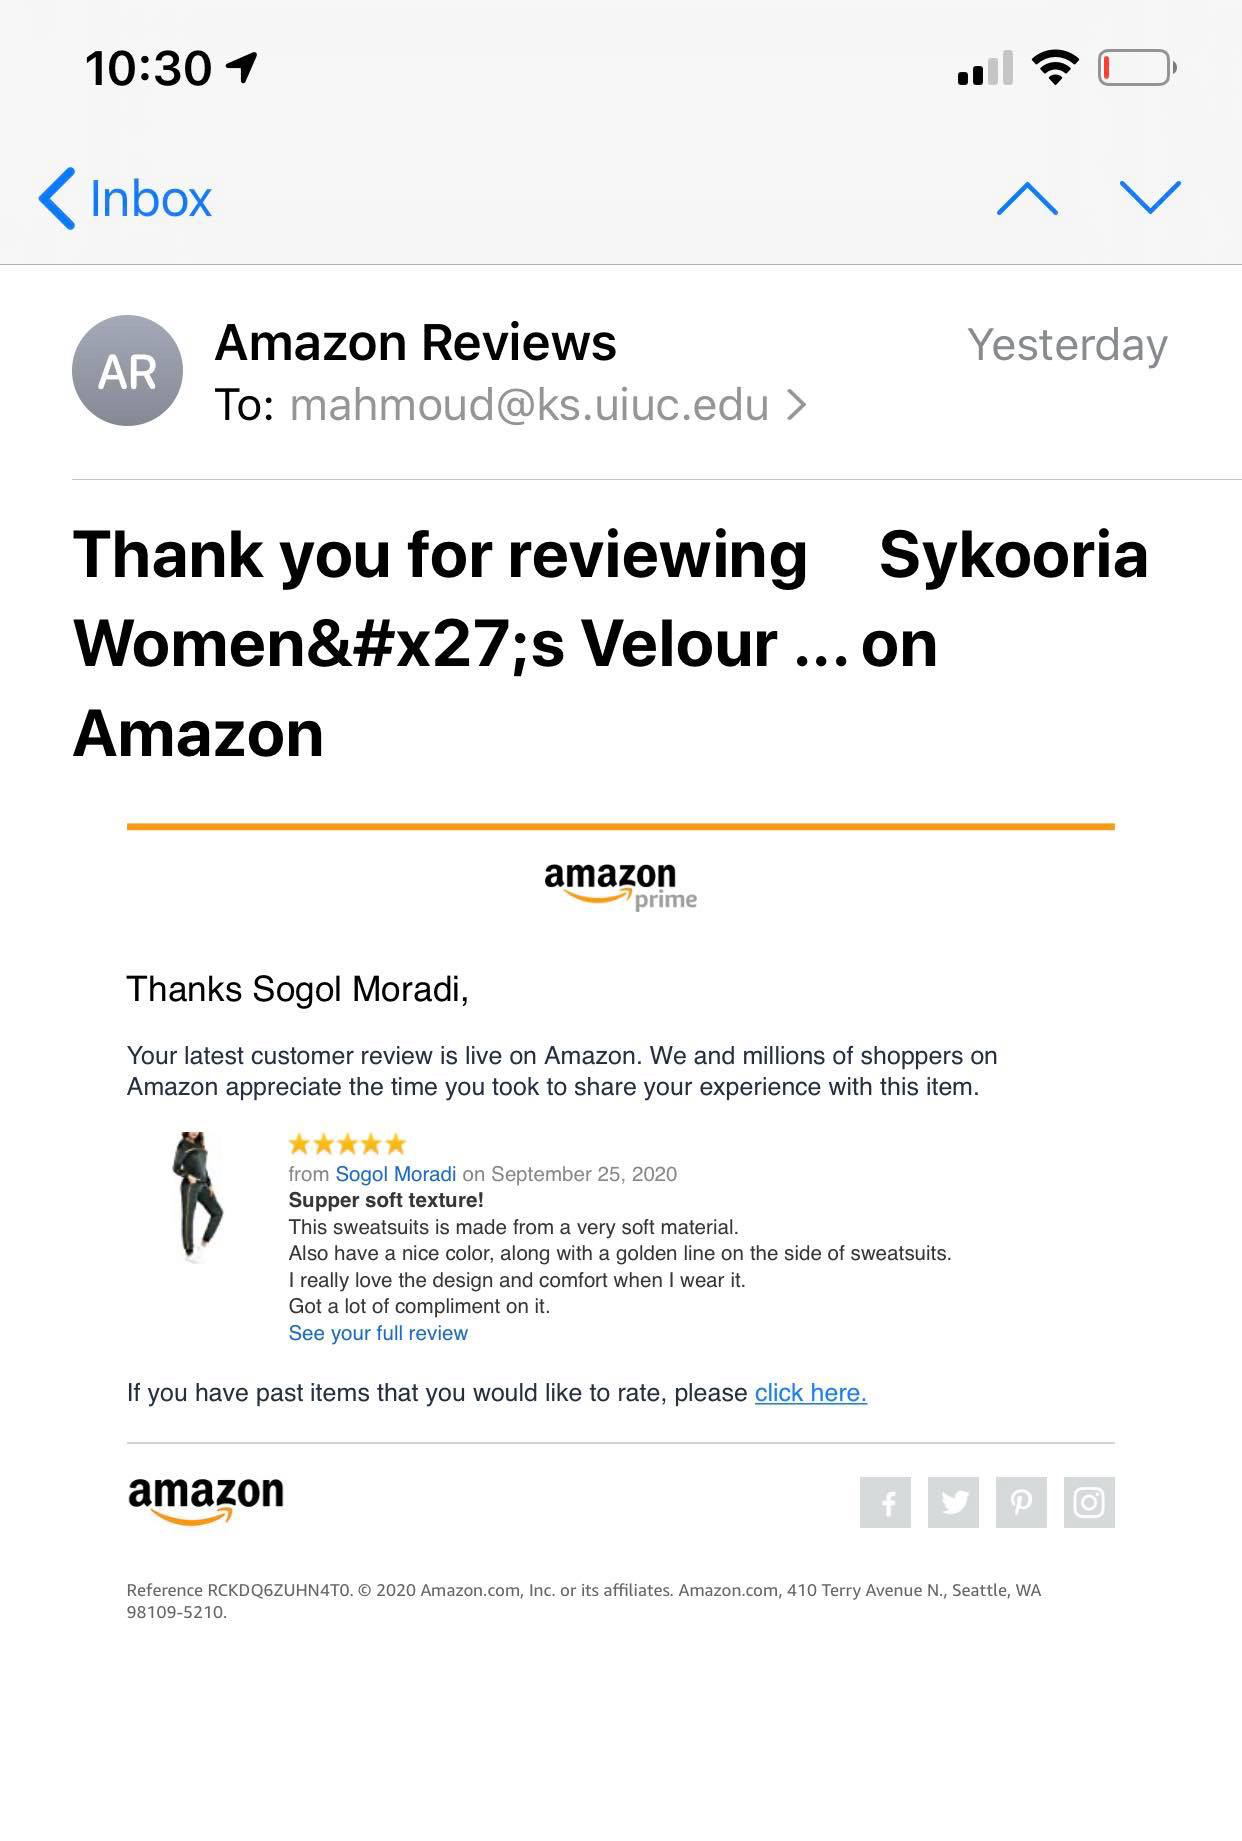 10:30
Inbox
AR
Amazon Reviews
Yesterday
To: mahmoud@ks.uiuc.edu
Thank you for reviewing Sykooria
Women&#x27;s Velour ... on
Amazon
amazon
prime
Thanks Sogol Moradi,
Your latest customer review is live on Amazon. We and millions of shoppers on
Amazon appreciate the time you took to share your experience with this item.
from Sogol Moradi on September 25, 2020
Supper soft texture!
This sweatsuits is made from a very soft material.
Also have a nice color, along with a golden line on the side of sweatsuits.
I really love the design and comfort when I wear it.
Got a lot of compliment on it.
See your full review
If you have past items that you would like to rate, please click here.
amazon
Reference RCKDQ6ZUHN4T0. © 2020 Amazon.com, Inc. or its affiliates. Amazon.com, 410 Terry Avenue N., Seattle, WA
98109-5210.